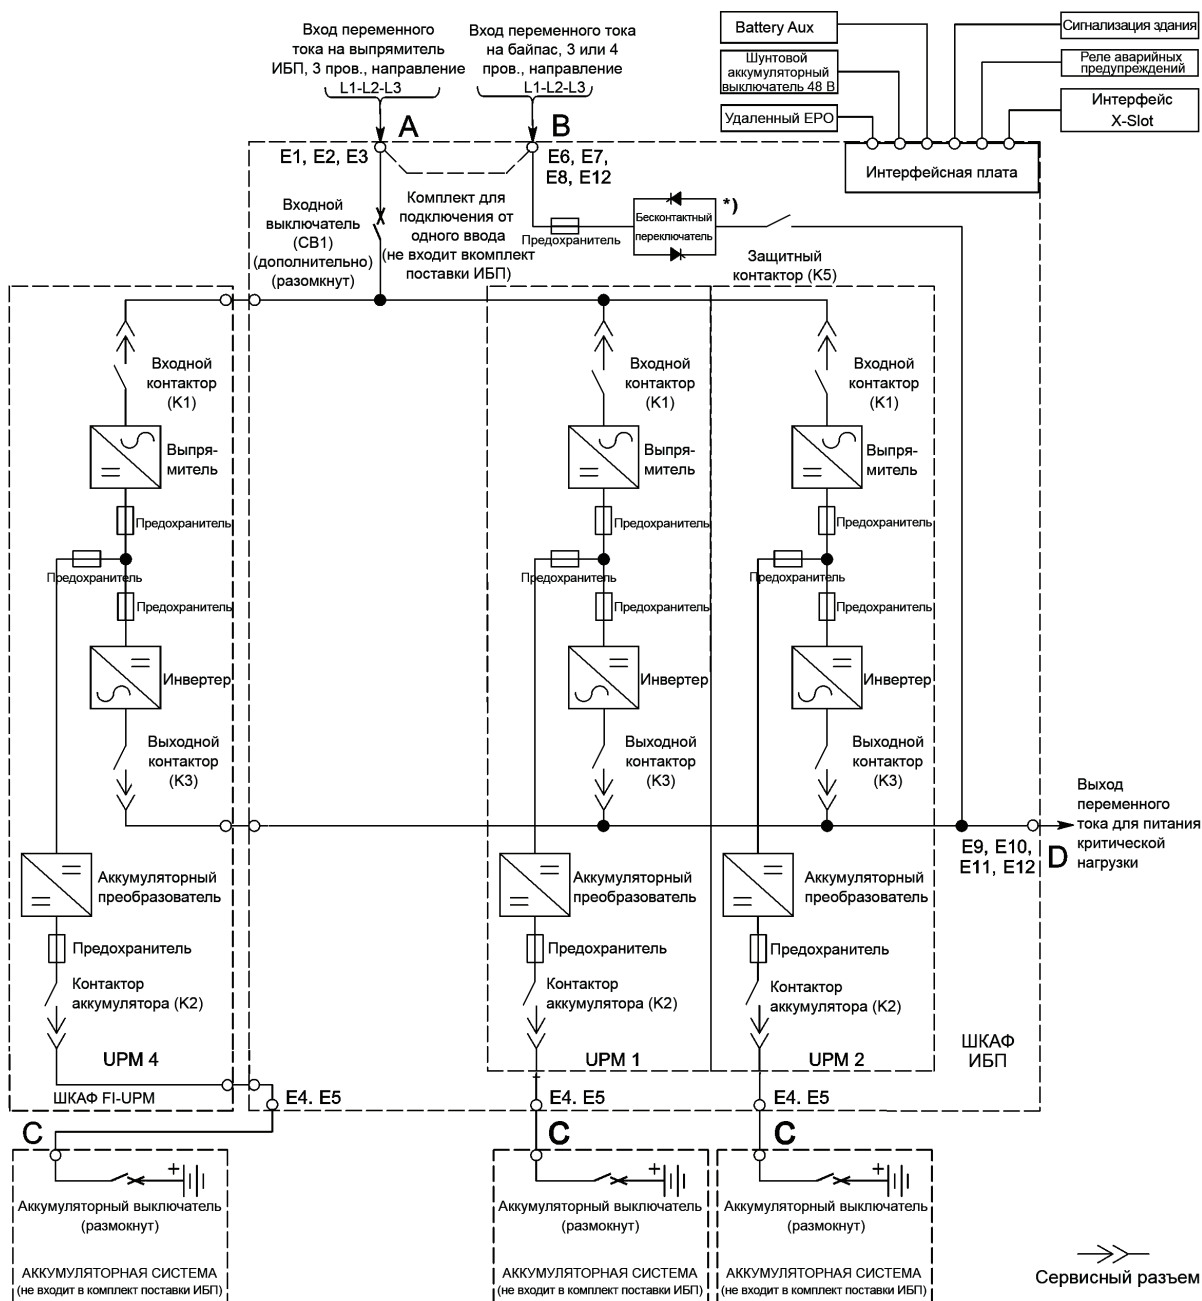 Вход переменного
тока на выпрямитель
ИБП, 3 пров., направление
L1-L2-L3
Вход переменного тока
на байпас, 3 или 4
пров., направление
L1-L2-L3
Battery Aux
Шунтовой
аккумуляторный
выключатель 48 В
Удаленный EPO
Сигнализация здания
Реле аварийных
предупреждений
Интерфейс
X-Slot
Интерфейсная плата
A
B
E1, E2, E3
E6, E7,
E8, E12
Входной
выключатель
(CB1)
(дополнительно)
(разомкнут)
Комплект для
подключения от
одного ввода
(не входит вкомплект
поставки ИБП)
Предохранитель
Бесконтактный
переключатель
*)
Защитный
контактор (K5)
Входной
контактор
(K1)
Выпря-
митель
Предохранитель
Предохранитель
Предохранитель
Инвертер
Выходной
контактор
(K3)
Аккумуляторный
преобразователь
Предохранитель
Контактор
аккумулятора (K2)
UPM 4
ШКАФ FI-UPM
Входной
контактор
(K1)
Выпря-
митель
Предохранитель
Предохранитель
Предохранитель
Инвертер
Выходной
контактор
(K3)
Аккумуляторный
преобразователь
Предохранитель
Контактор
аккумулятора (K2)
UPM 1
Входной
контактор
(K1)
Выпря-
митель
Предохранитель
Предохранитель
Предохранитель
Инвертер
Выходной
контактор
(K3)
Аккумуляторный
преобразователь
Предохранитель
Контактор
аккумулятора (K2)
UPM 2
ШКАФ
ИБП
E9, E10,
E11, E12
D
Выход
переменного
тока для питания
критической
нагрузки
E4. E5
E4. E5
E4. E5
C
C
C
+
Аккумуляторный выключатель
(размокнут)
АККУМУЛЯТОРНАЯ СИСТЕМА
(не входит в комплект поставки ИБП)
+
Аккумуляторный выключатель
(размокнут)
АККУМУЛЯТОРНАЯ СИСТЕМА
(не входит в комплект поставки ИБП)
+
Аккумуляторный выключатель
(размокнут)
АККУМУЛЯТОРНАЯ СИСТЕМА
(не входит в комплект поставки ИБП)
Сервисный разъем